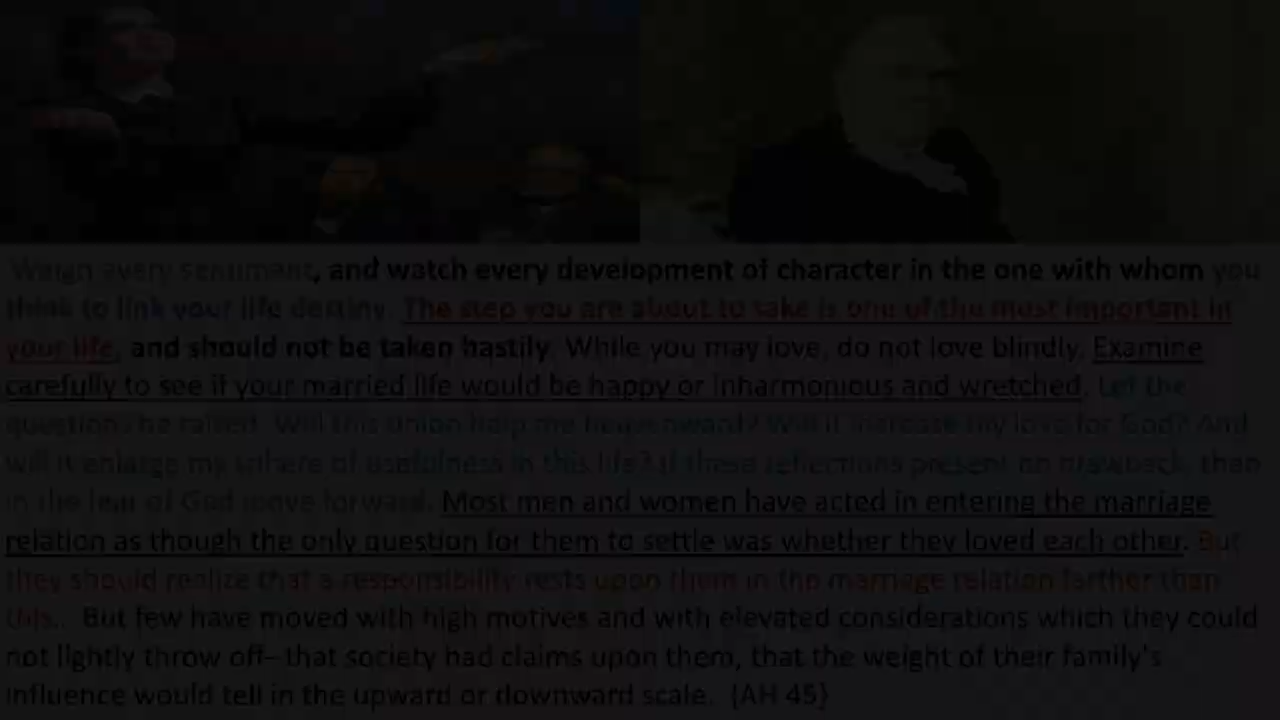 Weigh every sentiment, and watch every development of character in the one with whom you
think to link your life destiny. The step you are about to take is one of the most important in
your life, and should not be taken hastily. While you may love, do not love blindly. Examine
carefully to see if your married life would be happy or inharmonious and wretched. Let the
questions be raised, Will this union help me heavenward? Will it increase my love for God? And
will it enlarge my sphere of usefulness in this life? If these reflections present no drawback, then
in the fear of God move forward. Most men and women have acted in entering the marriage
relation as though the only question for them to settle was whether they loved each other. But
they should realize that a responsibility rests upon them in the marriage relation farther than
this.. But few have moved with high motives and with elevated considerations which they could
not lightly throw off– that society had claims upon them, that the weight of their family's
influence would tell in the upward or downward scale. {AH 45}